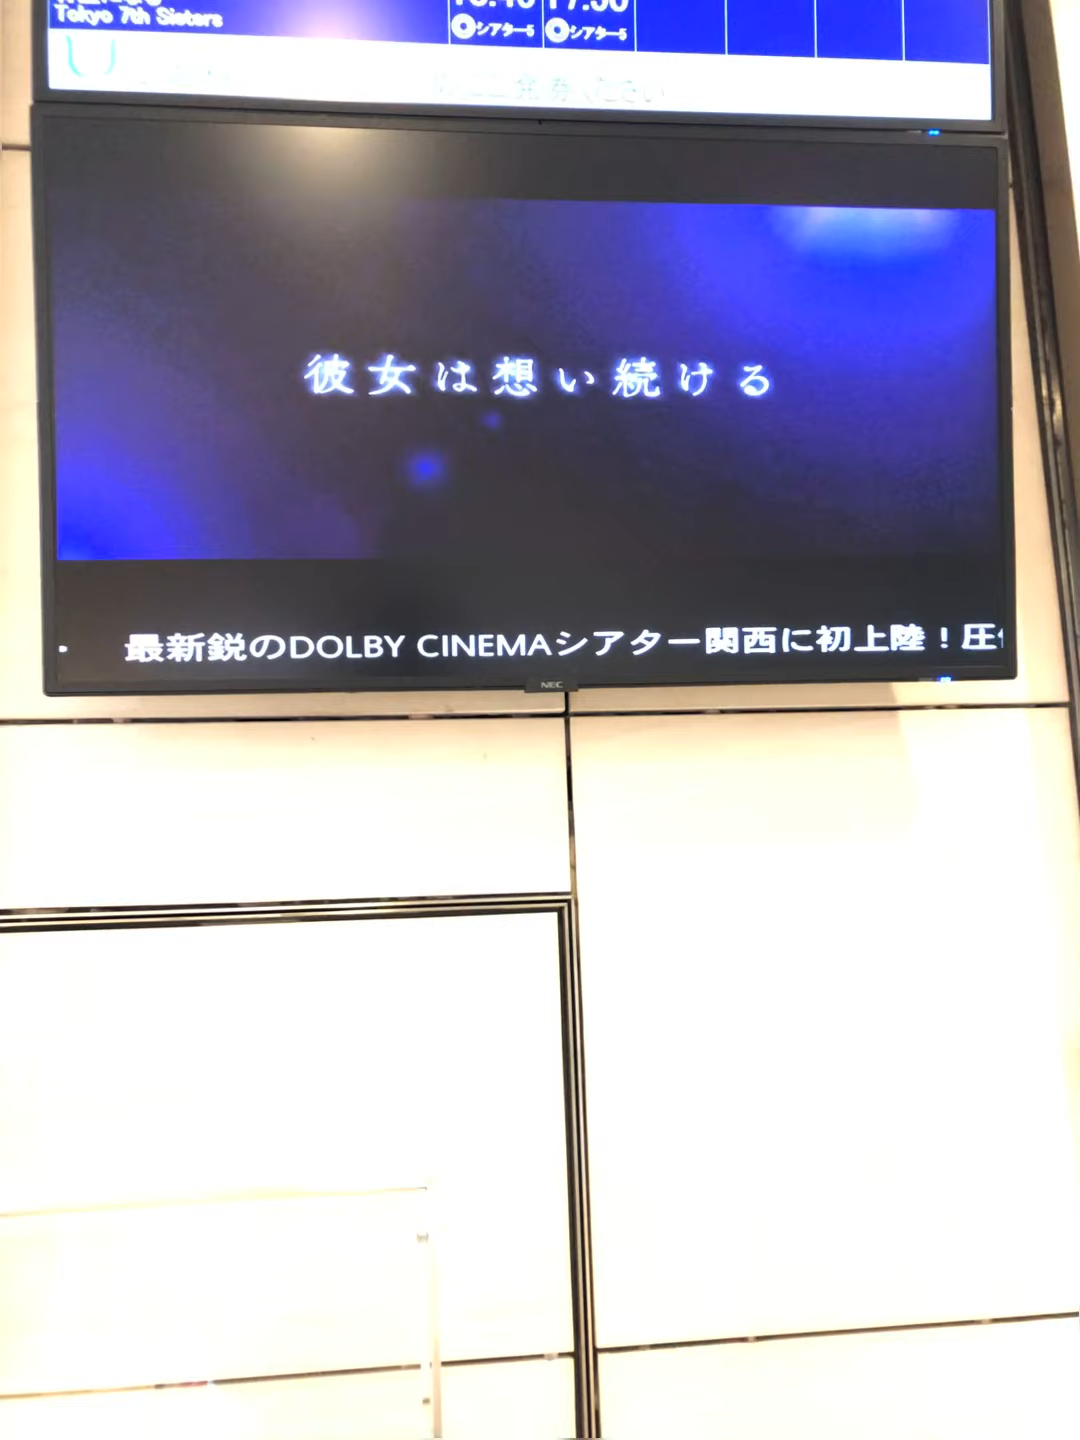 Tokyo 7th Sisters
シアター5 シアター5
彼女は想い続ける
最新鋭のDOLBY CINEMAシアター関西に初上陸！圧
NEC